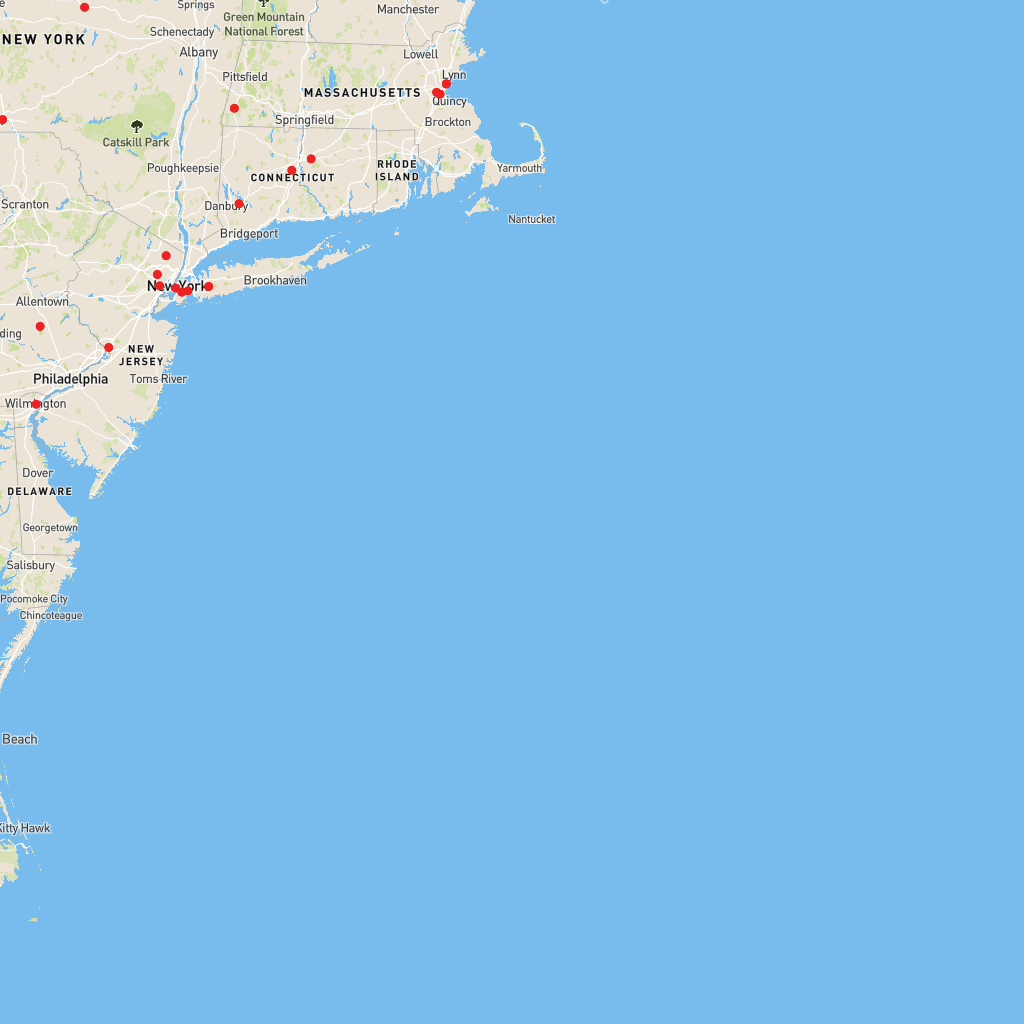 Springs
Manchester
Green Mountain
National Forest
NEW YORK
Schenectady
Albany
Lowell
Lynn
Pittsfield
MASSACHUSETTS
Quincy
Springfield
Brockton
Catskill Park
Poughkeepsie
RHODE
ISLAND
Yarmouth
CONNECTICUT
Scranton
Danbury
Nantucket
Bridgeport
New York
Brookhaven
Allentown
ding
NEW
JERSEY
Philadelphia
Toms River
Wilmington
Dover
DELAWARE
Georgetown
Salisbury
Pocomoke City
Chincoteague
Beach
Kitty Hawk